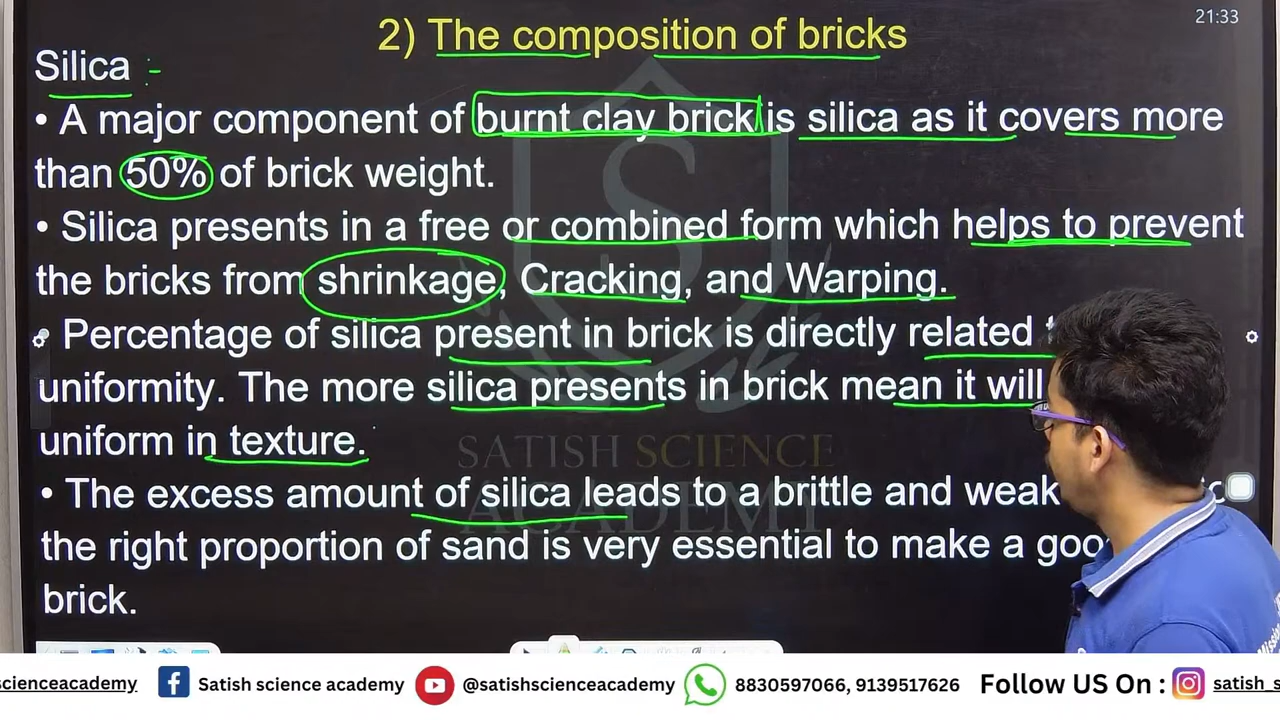 21:33
2) The composition of bricks
Silica :-
• A major component of burnt clay brick is silica as it covers more
than 50% of brick weight.
• Silica presents in a free or combined form which helps to prevent
the bricks from shrinkage, Cracking, and Warping.
• Percentage of silica present in brick is directly related
uniformity. The more silica presents in brick mean it will
uniform in texture.
• The excess amount of silica leads to a brittle and weak
the right proportion of sand is very essential to make a
brick.
SATISH SCIENCE
ACADEMY
scienceacademy Satish science academy @satishscienceacademy 8830597066, 9139517626 Follow US On : satish_s